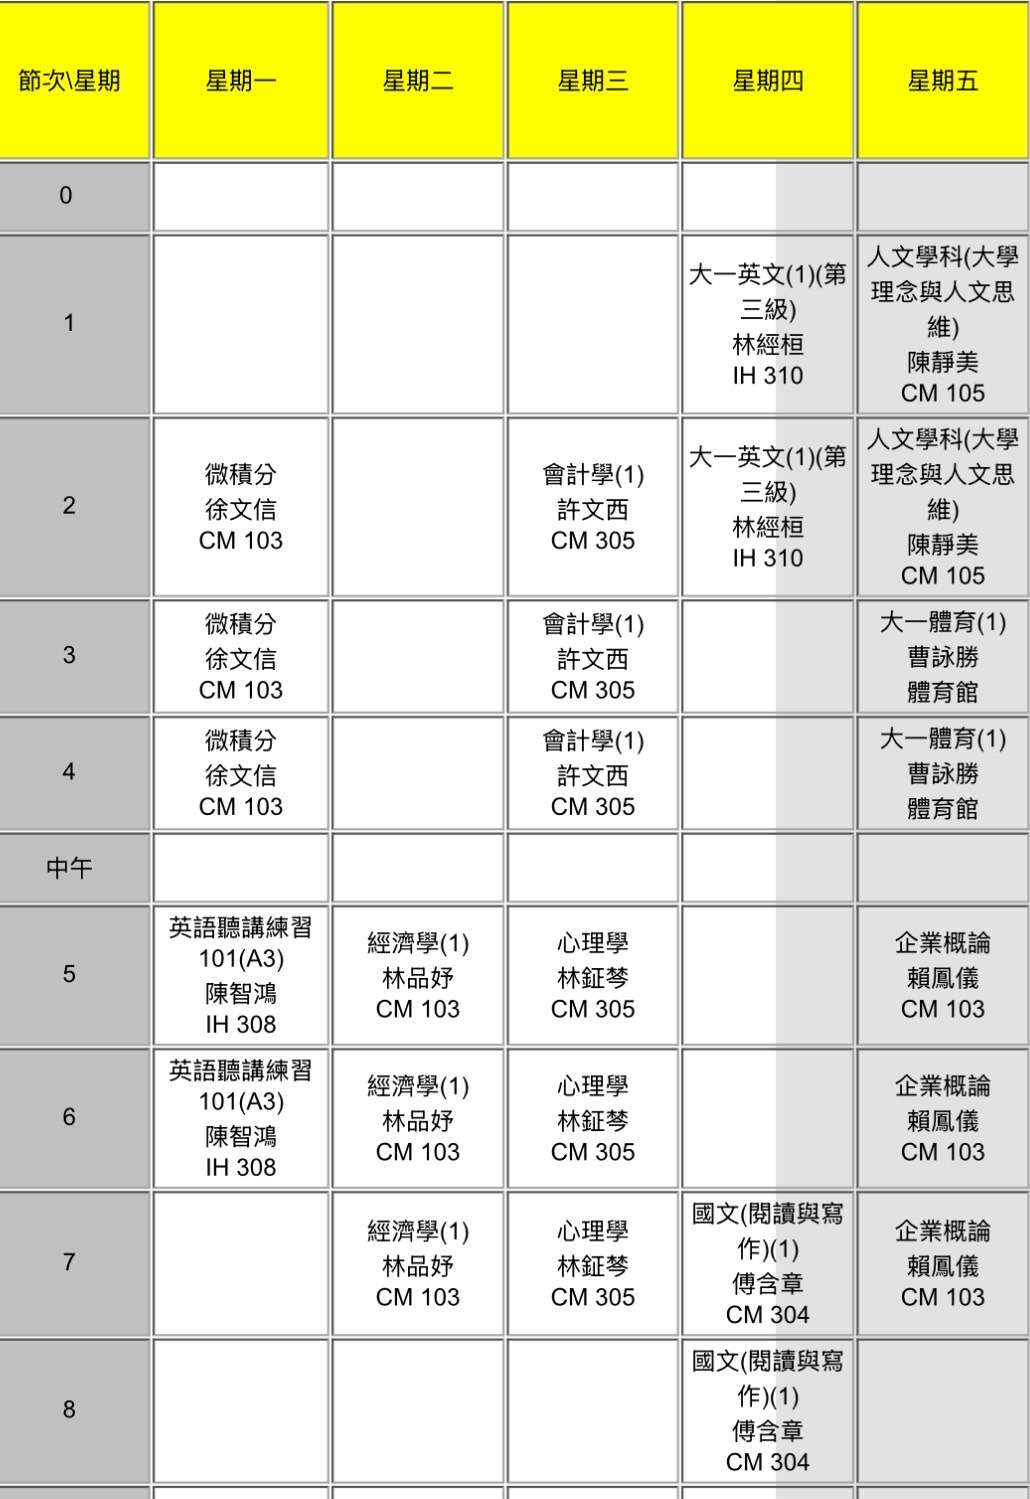 節次\星期 星期一 星期二 星期三 星期四 星期五
0
1
大一英文(1)(第
三級)
林經桓
IH 310
人文學科(大學
理念與人文思
維)
陳靜美
CM 105
2
微積分
徐文信
CM 103
會計學(1)
許文西
CM 305
大一英文(1)(第
三級)
林經桓
IH 310
人文學科(大學
理念與人文思
維)
陳靜美
CM 105
3
微積分
徐文信
CM 103
會計學(1)
許文西
CM 305
大一體育(1)
曹詠勝
體育館
4
微積分
徐文信
CM 103
會計學(1)
許文西
CM 305
大一體育(1)
曹詠勝
體育館
中午
5
英語聽講練習
101(A3)
陳智鴻
IH 308
經濟學(1)
林品妤
CM 103
心理學
林鉦棽
CM 305
企業概論
賴鳳儀
CM 103
6
英語聽講練習
101(A3)
陳智鴻
IH 308
經濟學(1)
林品妤
CM 103
心理學
林鉦棽
CM 305
企業概論
賴鳳儀
CM 103
7
經濟學(1)
林品妤
CM 103
心理學
林鉦棽
CM 305
國文(閱讀與寫
作)(1)
傅含章
CM 304
企業概論
賴鳳儀
CM 103
8
國文(閱讀與寫
作)(1)
傅含章
CM 304